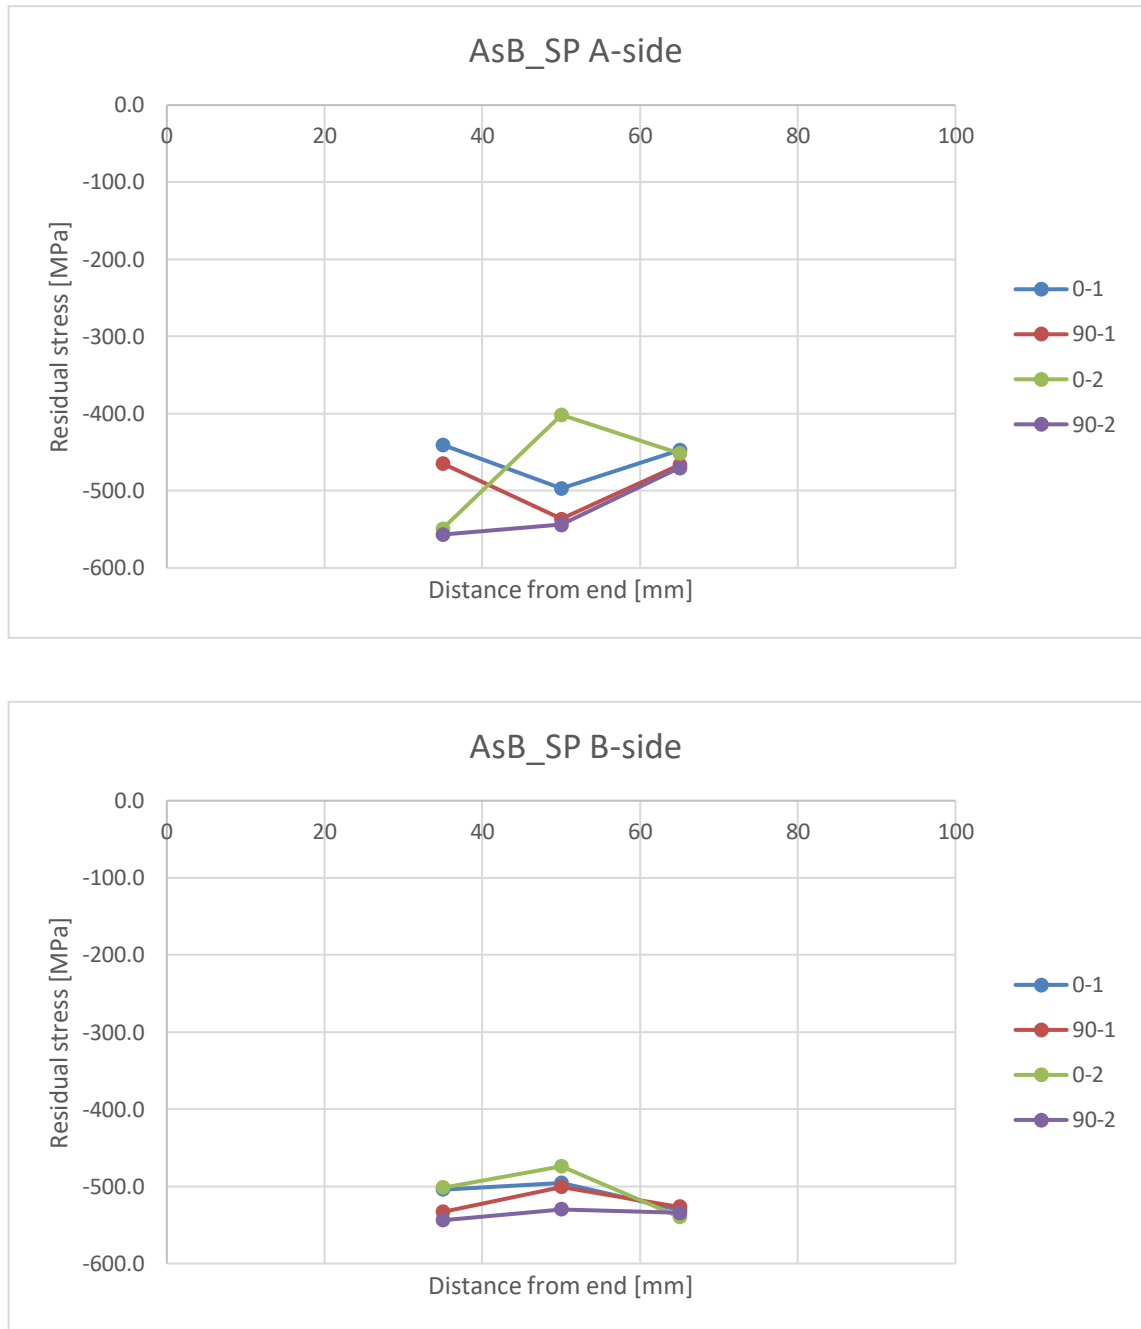 AsB_SP A-side
0.0
0 20 40 60 80 100
-100.0
-200.0
-300.0
-400.0
-500.0
-600.0
Residual stress [MPa]
Distance from end [mm]
0-1
90-1
0-2
90-2
AsB_SP B-side
0.0
0 20 40 60 80 100
-100.0
-200.0
-300.0
-400.0
-500.0
-600.0
Residual stress [MPa]
Distance from end [mm]
0-1
90-1
0-2
90-2